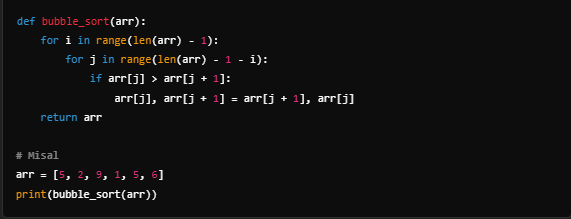 def bubble_sort(arr):
    for i in range(len(arr) - 1):
        for j in range(len(arr) - 1 - i):
            if arr[j] > arr[j + 1]:
                arr[j], arr[j + 1] = arr[j + 1], arr[j]
    return arr

# Misal
arr = [5, 2, 9, 1, 5, 6]
print(bubble_sort(arr))